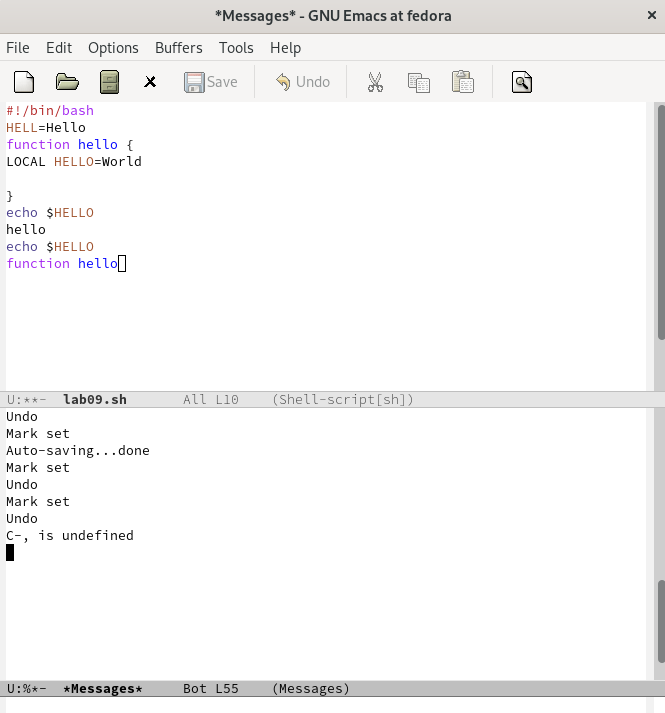 *Messages* - GNU Emacs at fedora
File Edit Options Buffers Tools Help
Save Undo
#!/bin/bash
HELL=Hello
function hello {
LOCAL HELLO=World
}
echo $HELLO
hello
echo $HELLO
function hello
U:**- lab09.sh All L10 (Shell-script[sh])
Undo
Mark set
Auto-saving...done
Mark set
Undo
Mark set
Undo
C-, is undefined
U:%*- *Messages* Bot L55 (Messages)